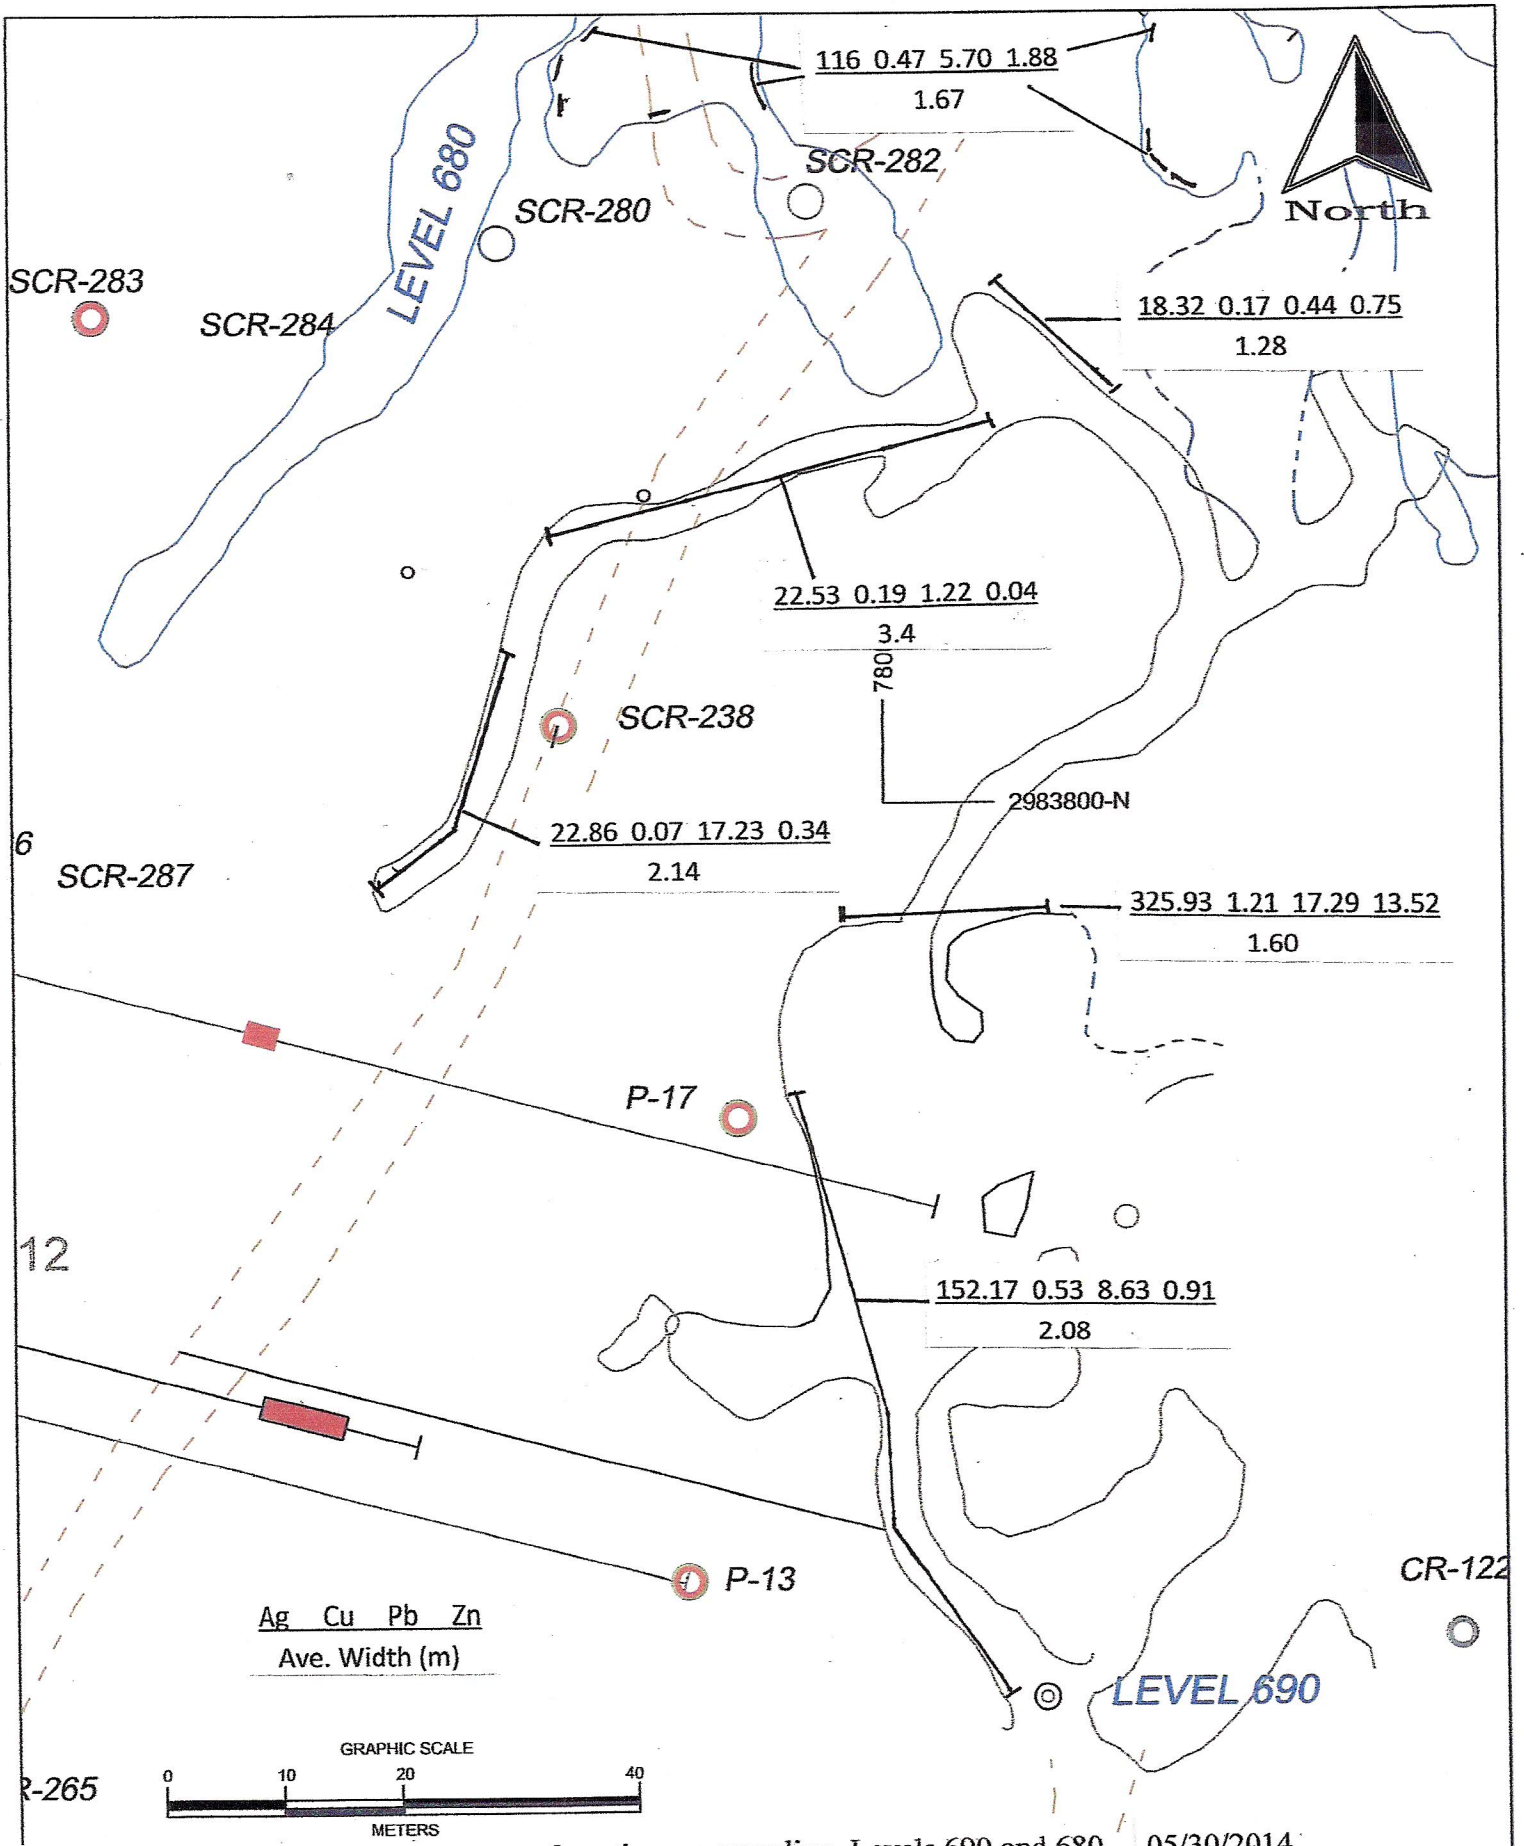 116 0.47 5.70 1.88
1.67
LEVEL 680
SCR-282
SCR-280
North
SCR-283
SCR-284
18.32 0.17 0.44 0.75
1.28
22.53 0.19 1.22 0.04
3.4
780
SCR-238
2983800-N
22.86 0.07 17.23 0.34
2.14
6
SCR-287
325.93 1.21 17.29 13.52
1.60
P-17
12
152.17 0.53 8.63 0.91
2.08
CR-122
P-13
Ag Cu Pb Zn
Ave. Width (m)
LEVEL 690
GRAPHIC SCALE
0 10 20 40
METERS
R-265
Levels 690 and 680 05/30/2014